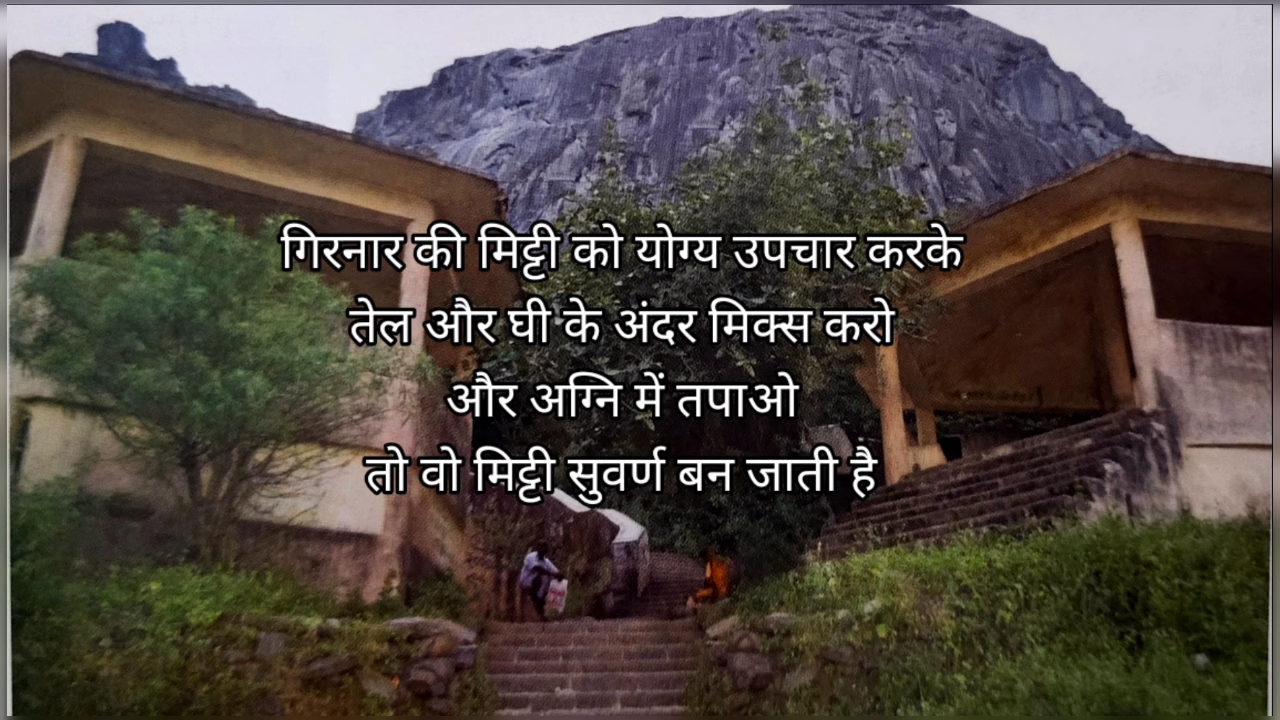 गिरनार की मिट्टी को योग्य उपचार करके
तेल और घी के अंदर मिक्स करो
और अग्नि में तपाओ
तो वो मिट्टी सुवर्ण बन जाती है